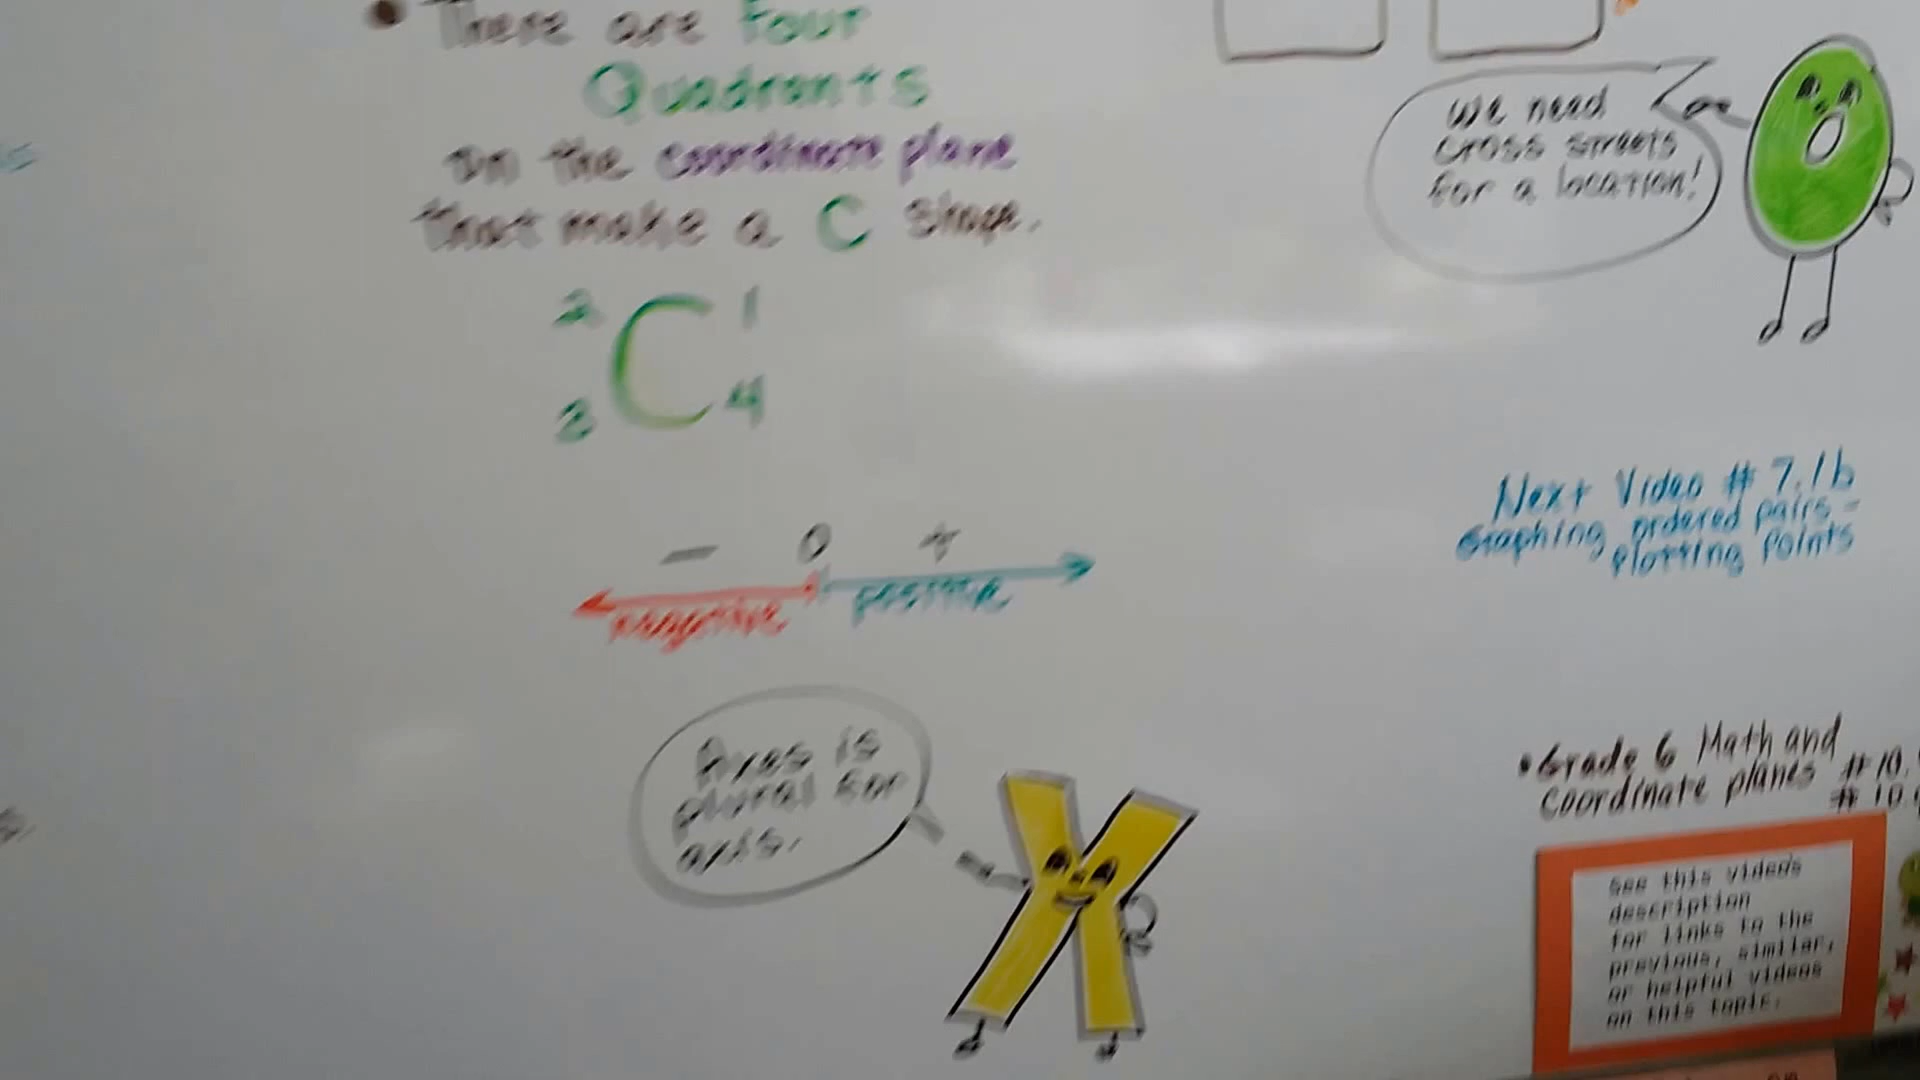 There are Four
Quadrants
on the coordinate plane
that make a C shape.
2 C 1
3 4
- 0 +
negative positive
Axes is
plural for
axis.
We need
cross streets
for a location!
Next Video # 7.1b
Graphing ordered pairs -
plotting points
• Grade 6 Math and
Coordinate planes #10.
# 10.
See this video's
description
for links to the
previous, similar,
or helpful videos
on this topic.